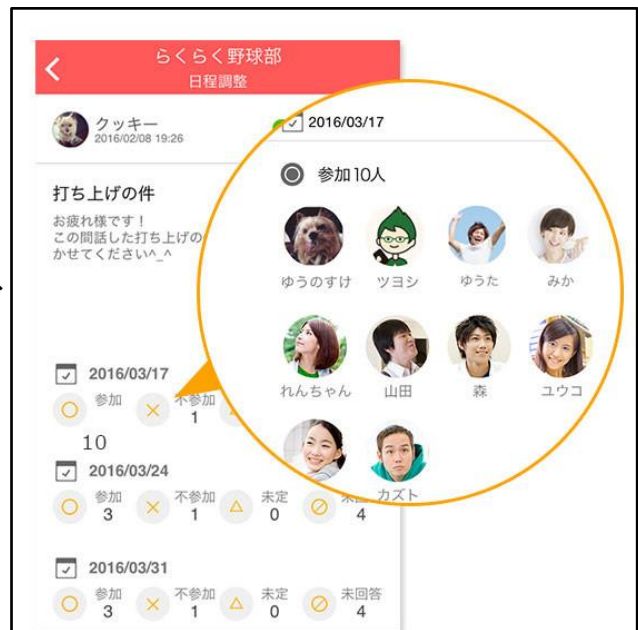 らくらく野球部
日程調整
クッキー
2016/02/08 19:26
打ち上げの件
お疲れ様です！
この間話した打ち上げの
かせてください^_^
2016/03/17
参加10人
ゆうのすけ
ツヨシ
ゆうた
みか
れんちゃん
山田
森
ユウコ
カズト
2016/03/17
参加 不参加
10 1
2016/03/24
参加 不参加 未定
3 1 0 4
2016/03/31
参加 不参加 未定 未回答
3 1 0 4